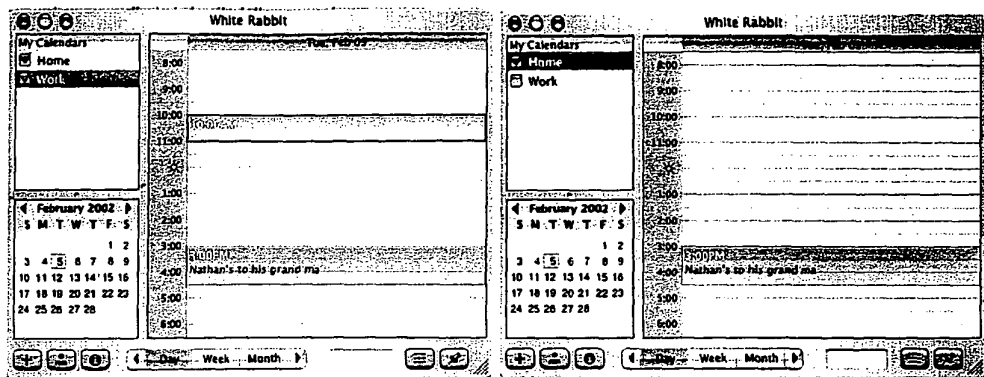 White Rabbit
My Calendars
Home
Work
Tue, Feb 05
8:00
9:00
10:00
11:00
1:00
2:00
3:00
4:00
5:00
6:00
3:00PM
Nathan's to his grand ma
February 2002
S M T W T F S
1 2
3 4 5 6 7 8 9
10 11 12 13 14 15 16
17 18 19 20 21 22 23
24 25 26 27 28
Day Week Month
White Rabbit
My Calendars
Home
Work
8:00
9:00
10:00
11:00
1:00
2:00
3:00
4:00
5:00
6:00
3:00PM
Nathan's to his grand ma
February 2002
S M T W T F S
1 2
3 4 5 6 7 8 9
10 11 12 13 14 15 16
17 18 19 20 21 22 23
24 25 26 27 28
Day Week Month